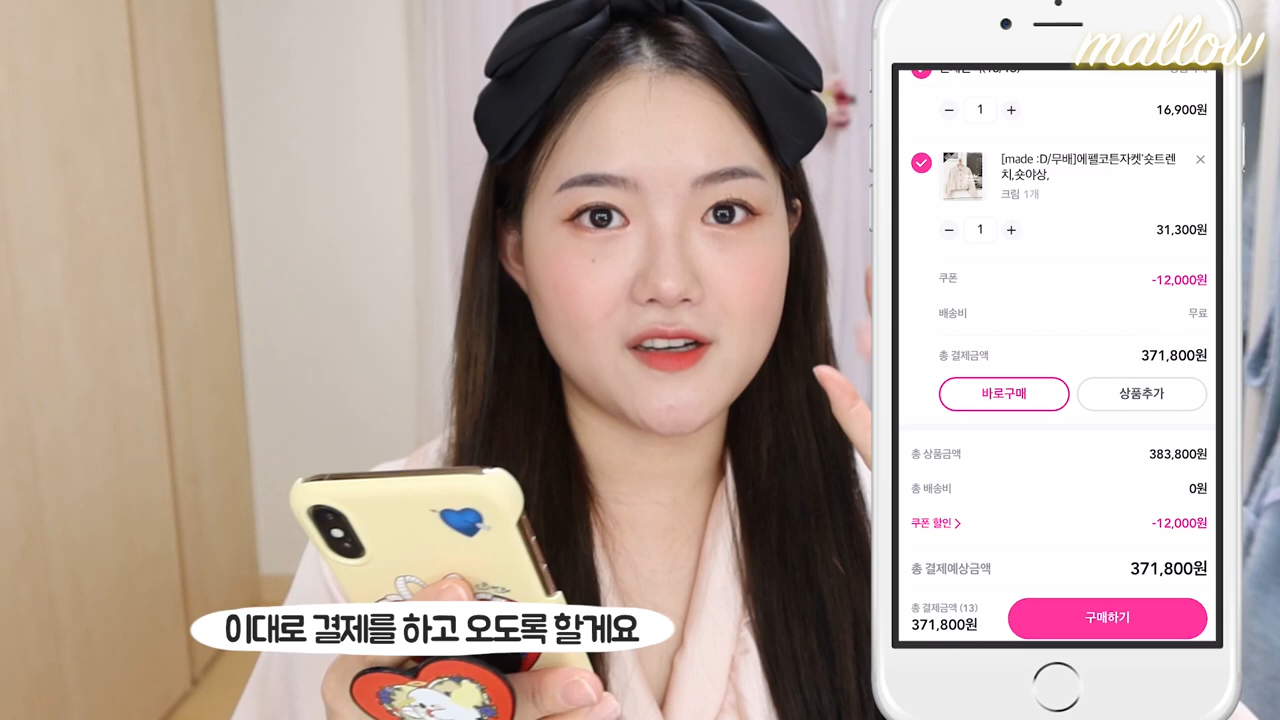 mallow
1
16,900원
[made :D/무배]에펠코튼자켓'숏트렌
치,숏야상,
크림 1개
1
31,300원
쿠폰
-12,000원
배송비
무료
총 결제금액
371,800원
바로구매
상품추가
총 상품금액
383,800원
총 배송비
0원
쿠폰 할인
-12,000원
총 결제예상금액
371,800원
총 결제금액 (13)
371,800원
구매하기
이대로 결제를 하고 오도록 할게요